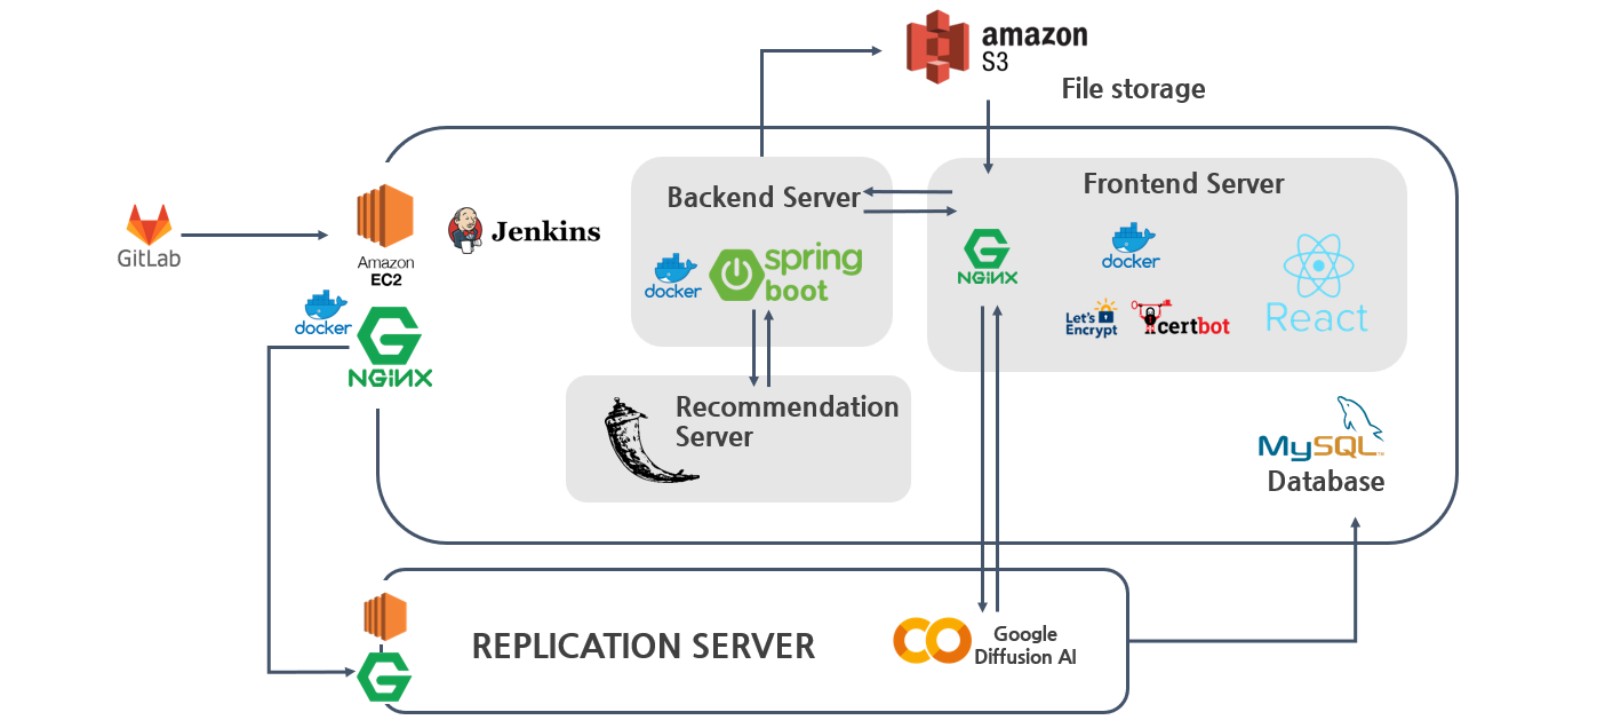 amazon
S3
File storage
GitLab
Amazon
EC2
Jenkins
docker
NGiNX
Backend Server
docker
spring
boot
Frontend Server
NGiNX
docker
Let's
Encrypt
certbot
React
Recommendation
Server
MySQL
Database
REPLICATION SERVER
Google
Diffusion AI